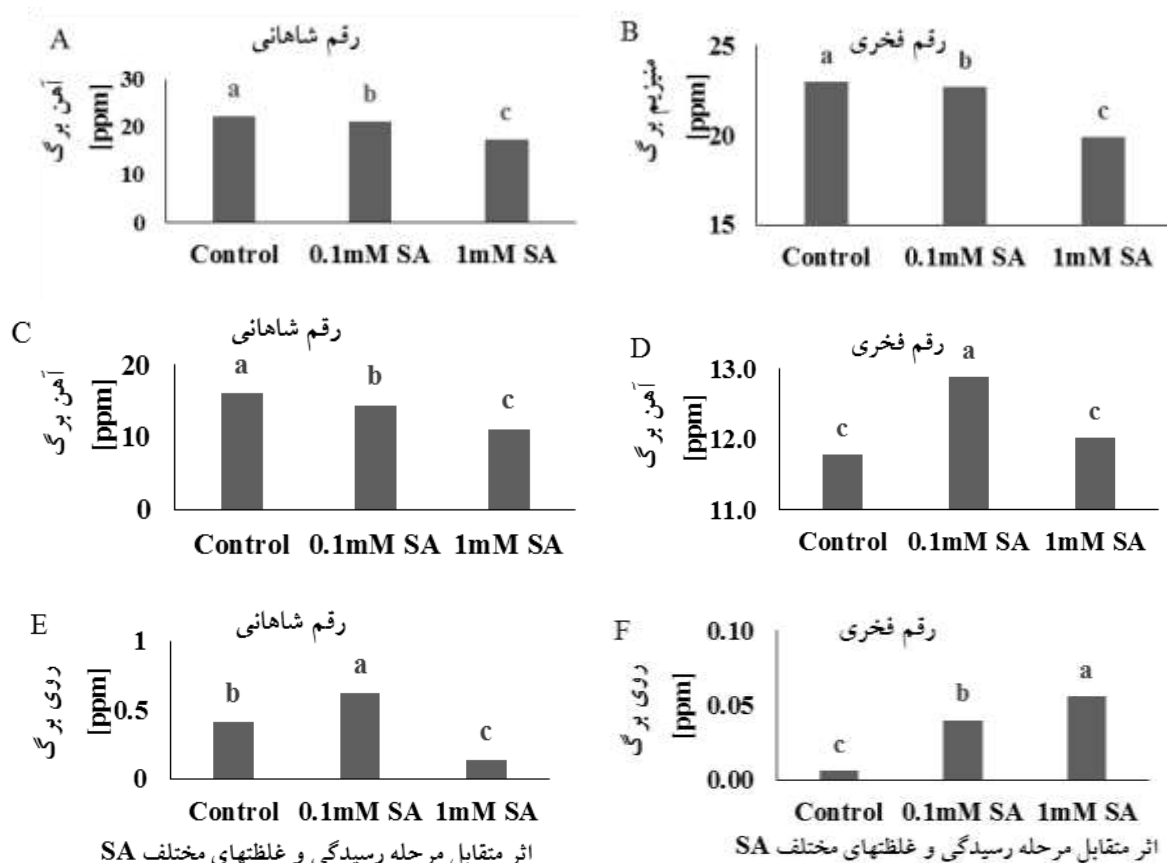 A
رقم شاهانی
آهن برگ
[ppm]
30
20
10
0
a
b
c
Control 0.1mM SA 1mM SA
B
رقم فخری
منیزیم برگ
[ppm]
25
20
15
a
b
c
Control 0.1mM SA 1mM SA
C
رقم شاهانی
آهن برگ
[ppm]
20
10
0
a
b
c
Control 0.1mM SA 1mM SA
D
رقم فخری
آهن برگ
[ppm]
13.0
12.0
11.0
c
a
c
Control 0.1mM SA 1mM SA
E
رقم شاهانی
روی برگ
[ppm]
1
0.5
0
b
a
c
Control 0.1mM SA 1mM SA
اثر متقابل مرحله رسیدگی و غلظتهای مختلف SA
F
رقم فخری
روی برگ
[ppm]
0.10
0.05
0.00
c
b
a
Control 0.1mM SA 1mM SA
اثر متقابل مرحله رسیدگی و غلظتهای مختلف SA